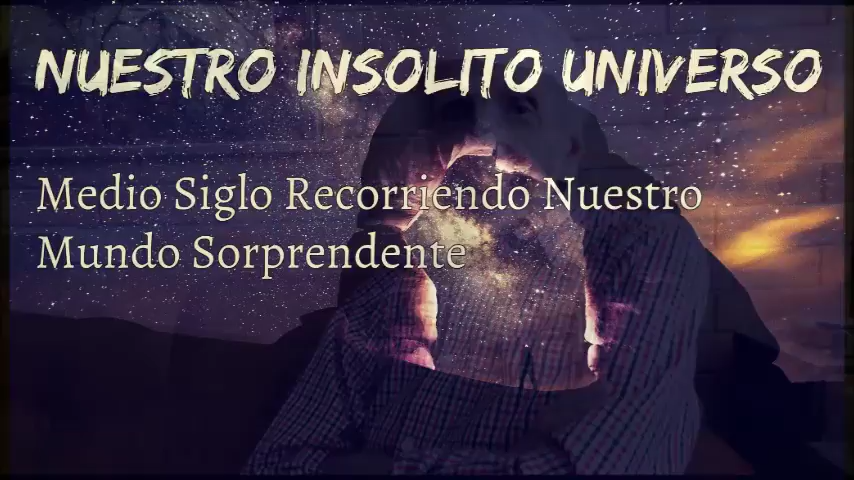 NUESTRO INSOLITO UNIVERSO
Medio Siglo Recorriendo Nuestro
Mundo Sorprendente